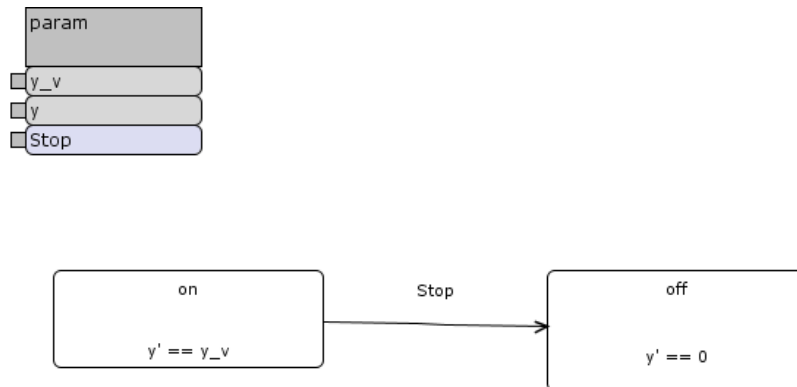 param
y_v
y
Stop
on
Stop
off
y' == y_v
y' == 0